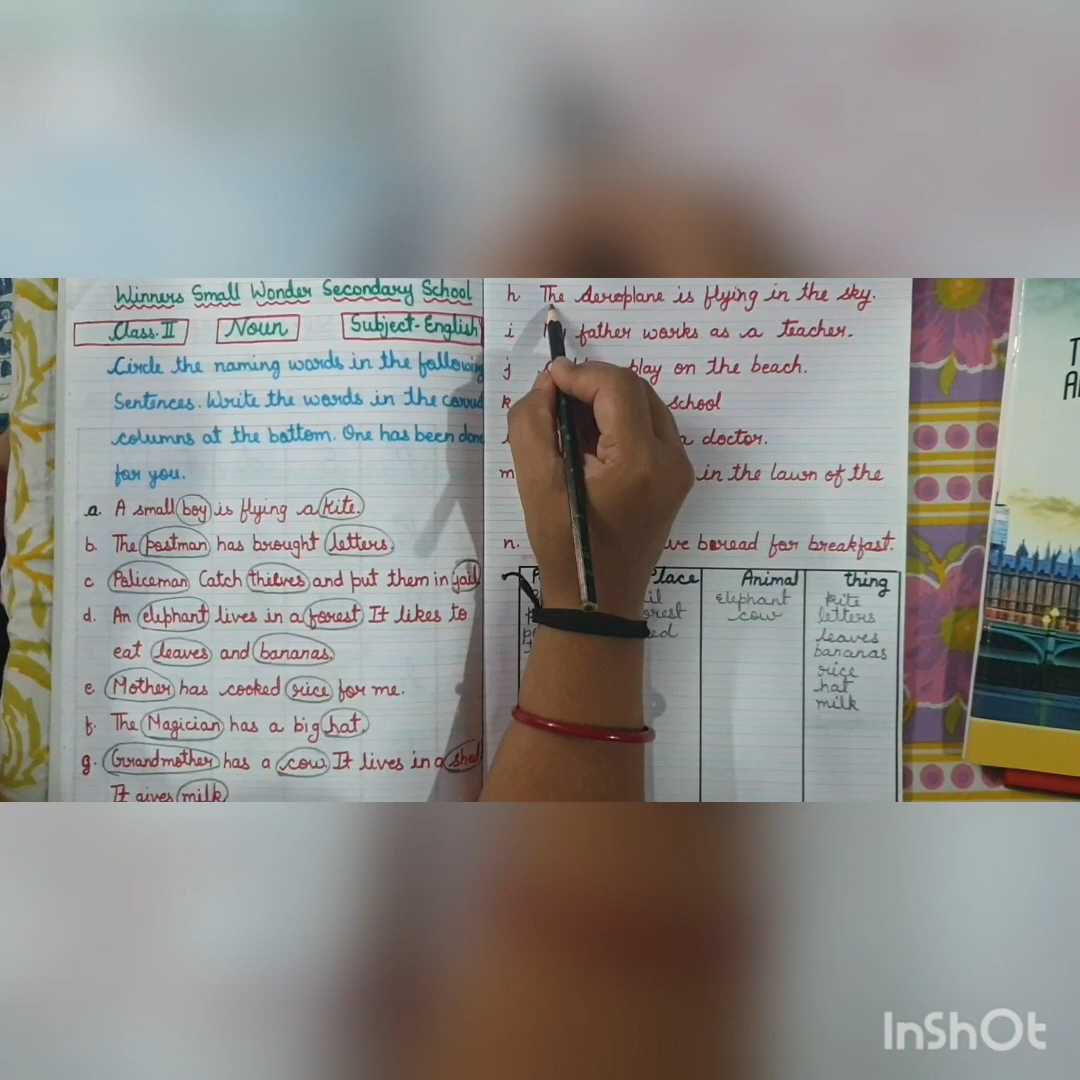 Winners Small Wonder Secondary School
Class. II Noun Subject-English
Circle the naming words in the following
Sentences. Write the words in the
columns at the bottom. One has been done
for you.
a. A small boy is flying a kite.
b. The postman has brought letters.
c Policeman Catch thieves and put them in jail
d. An elephant lives in a forest It likes to
eat leaves and bananas.
e. Mother has cooked rice for me.
f. The Magician has a big hat.
g. Grandmother has a cow. It lives in a shed
It gives milk
h. The Aeroplane is flying in the sky.
i father works as a teacher.
j play on the beach.
k school
a doctor.
m in the lawn of the
n. bread for breakfast.
Animal thing
elephant kite
cow letters
leaves
bananas
rice
hat
milk
InShOt